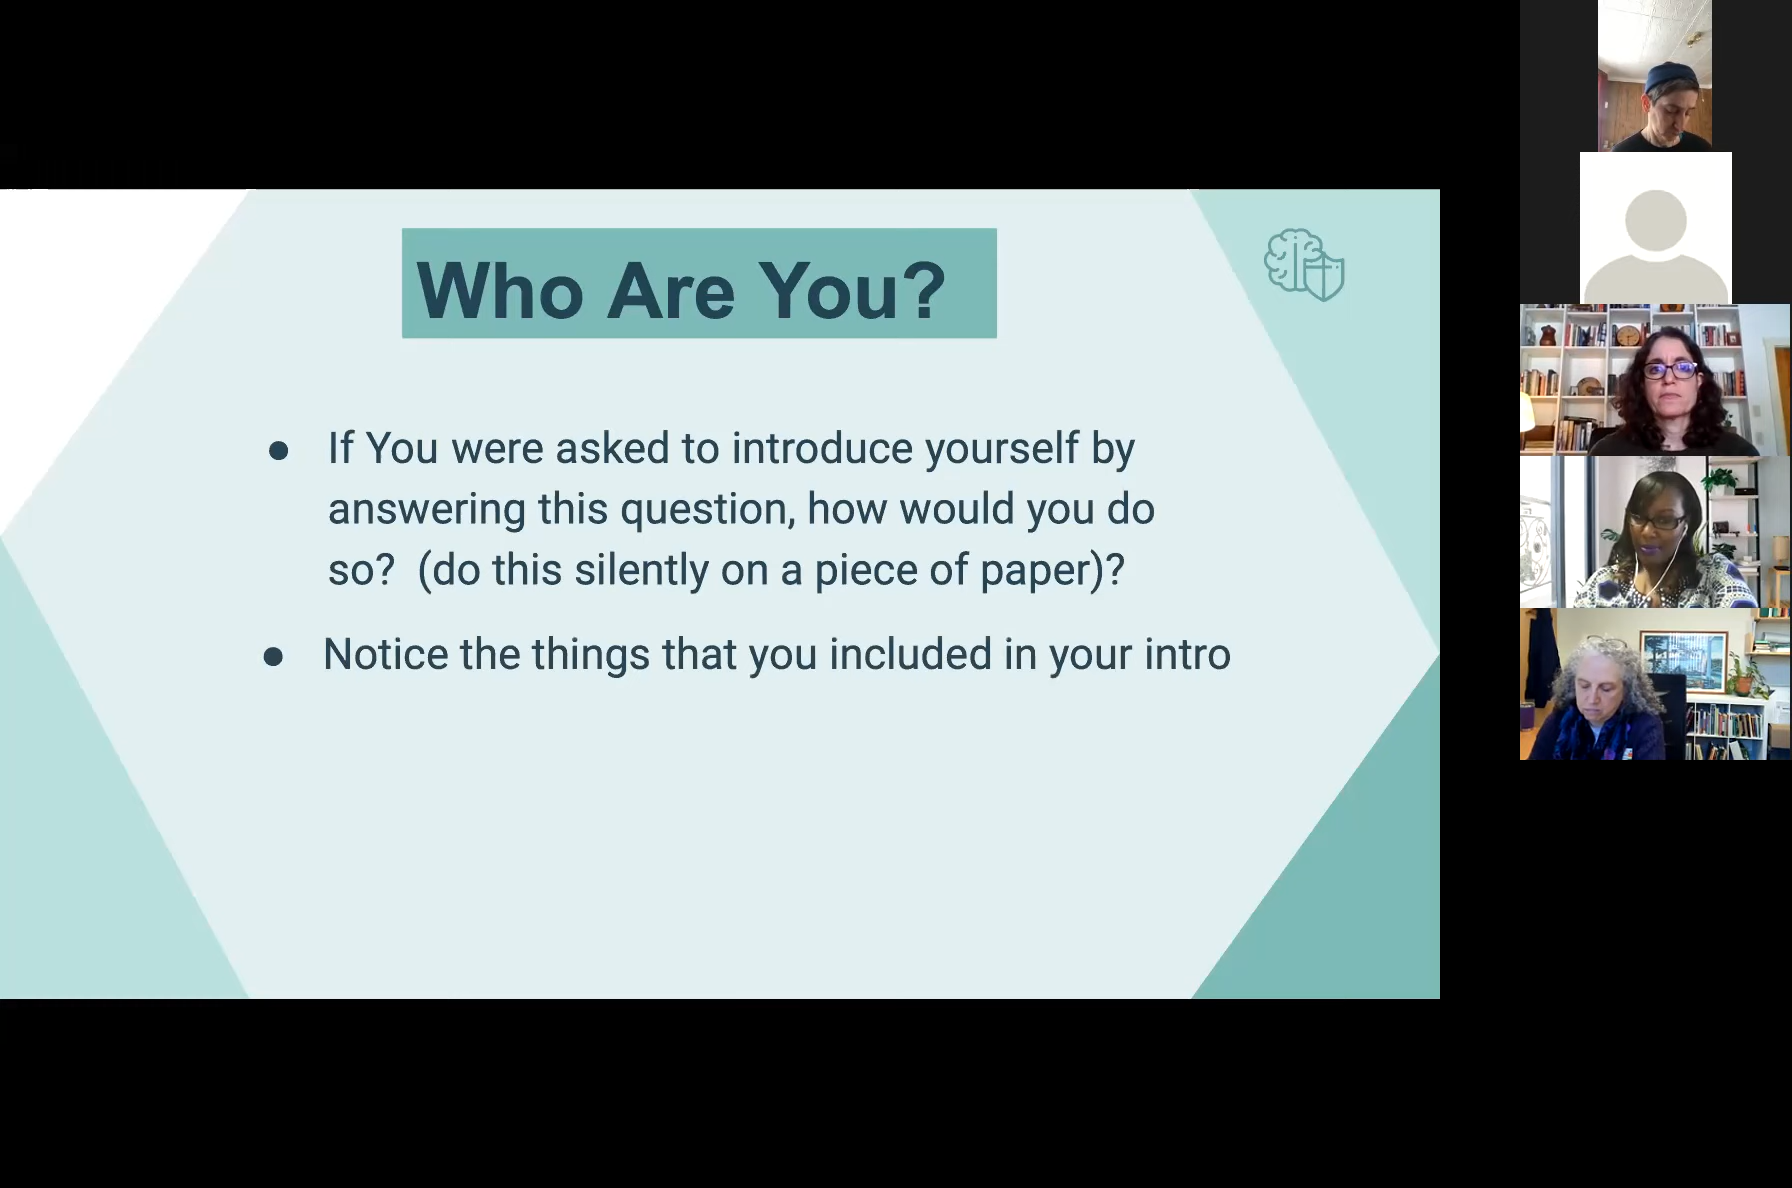 Who Are You?
● If You were asked to introduce yourself by
answering this question, how would you do
so? (do this silently on a piece of paper)?
● Notice the things that you included in your intro